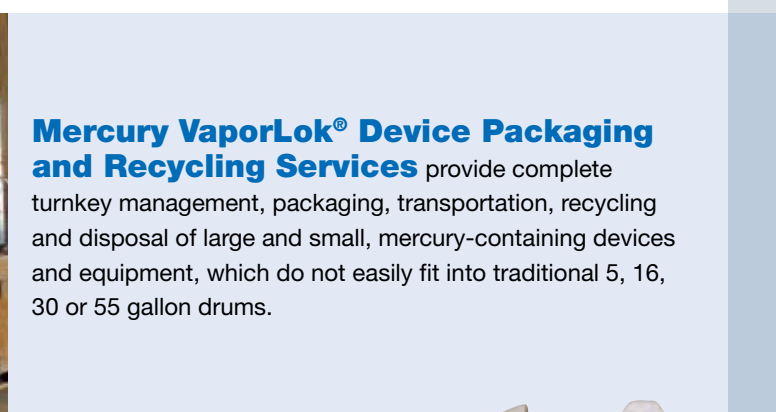 Mercury VaporLok® Device Packaging
and Recycling Services provide complete
turnkey management, packaging, transportation, recycling
and disposal of large and small, mercury-containing devices
and equipment, which do not easily fit into traditional 5, 16,
30 or 55 gallon drums.